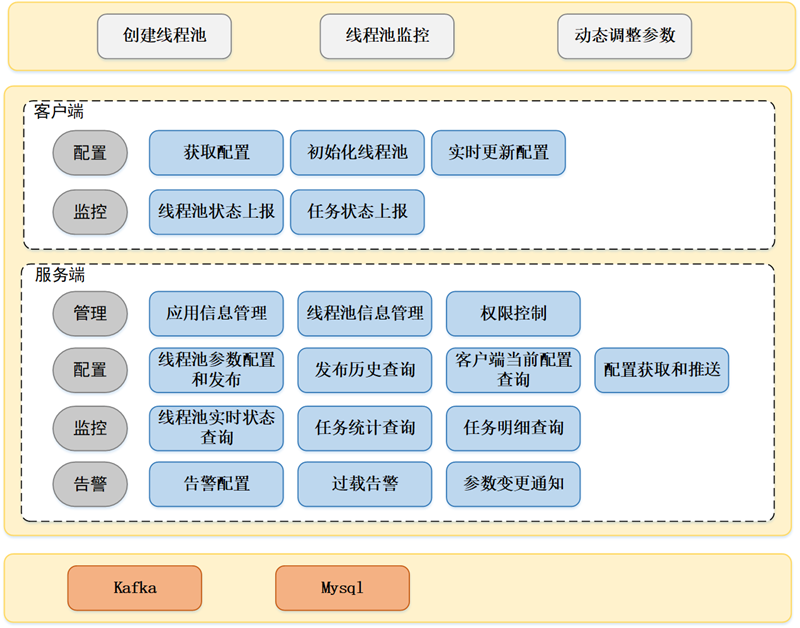 创建线程池
线程池监控
动态调整参数
客户端
配置
获取配置
初始化线程池
实时更新配置
监控
线程池状态上报
任务状态上报
服务端
管理
应用信息管理
线程池信息管理
权限控制
配置
线程池参数配置
和发布
发布历史查询
客户端当前配置
查询
配置获取和推送
监控
线程池实时状态
查询
任务统计查询
任务明细查询
告警
告警配置
过载告警
参数变更通知
Kafka
Mysql